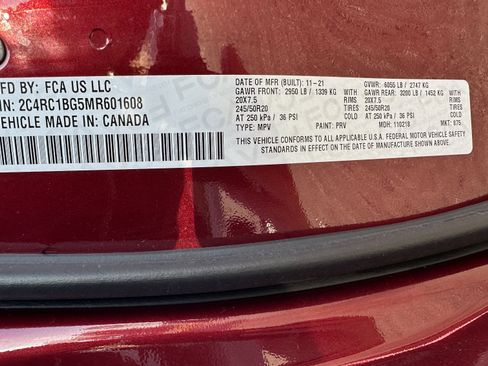 FD BY: FCA US LLC
IN: 2C4RC1BG5MR601608
VEHICLE MADE IN: CANADA
DATE OF MFR (BUILT): 11-21 GVWR: 6055 LB / 2747 KG
GAWR FRONT: 2950 LB / 1339 KG GAWR REAR: 3200 LB / 1452 KG
20X7.5 RIMS 20X7.5 RIMS
245/50R20 TIRES 245/50R20 TIRES
AT 250 kPa / 36 PSI COLD AT 250 kPa / 36 PSI COLD
TYPE: MPV PAINT: PRV MDH: 110218 MKT: 875.
THIS VEHICLE CONFORMS TO ALL APPLICABLE U.S.A. FEDERAL MOTOR VEHICLE SAFETY
STANDARDS IN EFFECT ON THE DATE OF MANUFACTURE SHOWN ABOVE.